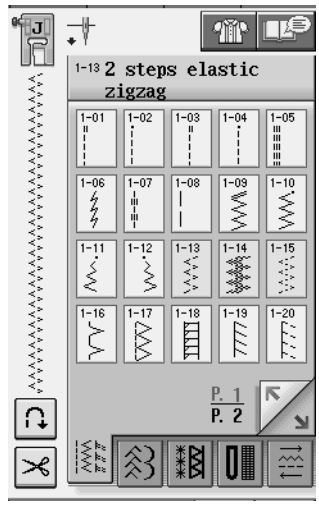 J
1-13 2 steps elastic
zigzag
1-01 1-02 1-03 1-04 1-05
1-06 1-07 1-08 1-09 1-10
1-11 1-12 1-13 1-14 1-15
1-16 1-17 1-18 1-19 1-20
P. 1
P. 2